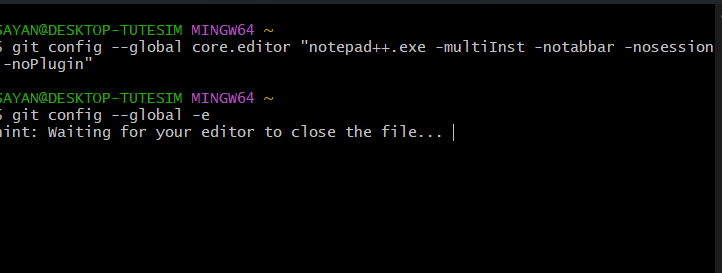 SAYAN@DESKTOP-TUTESIM MINGW64 ~
$ git config --global core.editor "notepad++.exe -multiInst -notabbar -nosession
-noPlugin"
SAYAN@DESKTOP-TUTESIM MINGW64 ~
$ git config --global -e
hint: Waiting for your editor to close the file...